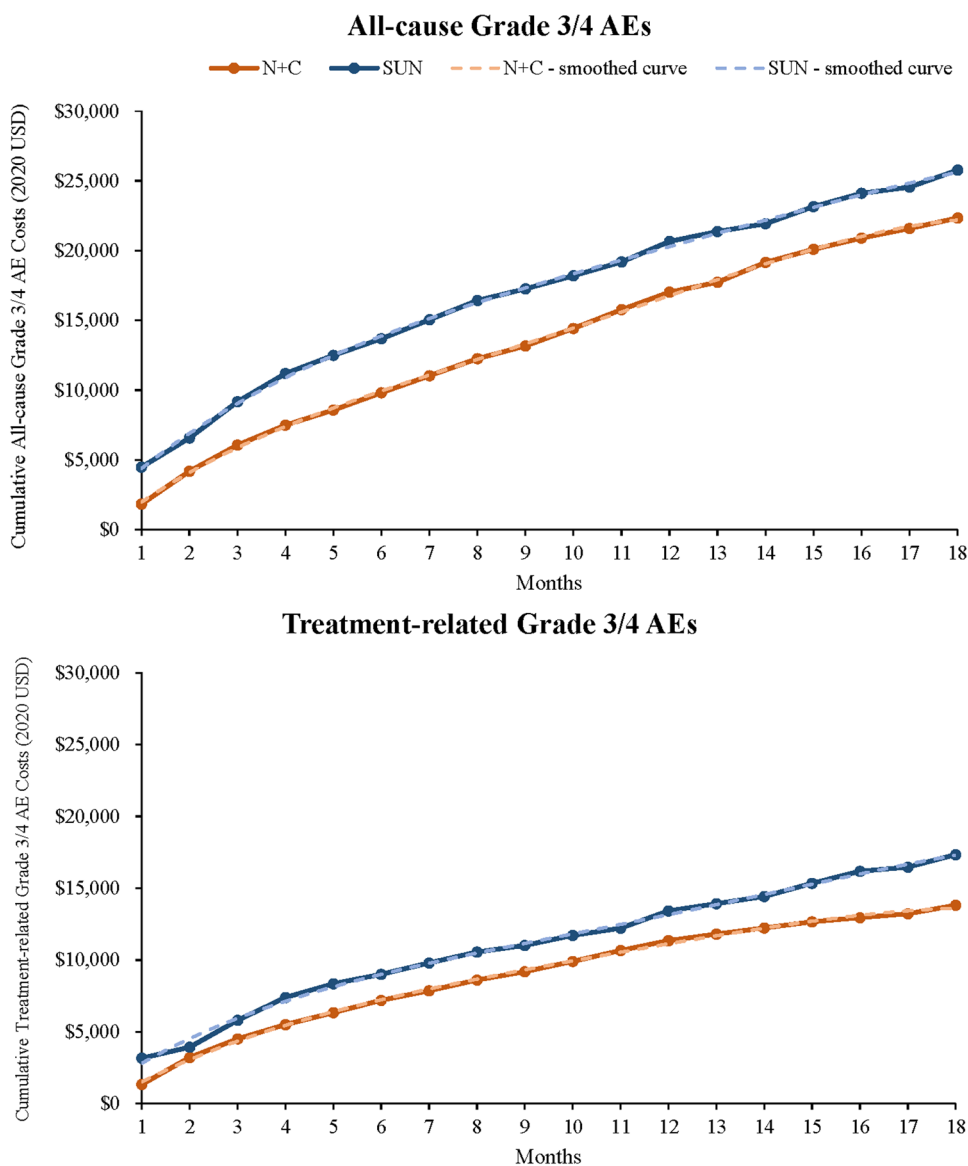 All-cause Grade 3/4 AEs
N+C SUN N+C - smoothed curve SUN - smoothed curve
Cumulative All-cause Grade 3/4 AE Costs (2020 USD)
$30,000
$25,000
$20,000
$15,000
$10,000
$5,000
$0
1 2 3 4 5 6 7 8 9 10 11 12 13 14 15 16 17 18
Months
Treatment-related Grade 3/4 AEs
Cumulative Treatment-related Grade 3/4 AE Costs (2020 USD)
$30,000
$25,000
$20,000
$15,000
$10,000
$5,000
$0
1 2 3 4 5 6 7 8 9 10 11 12 13 14 15 16 17 18
Months